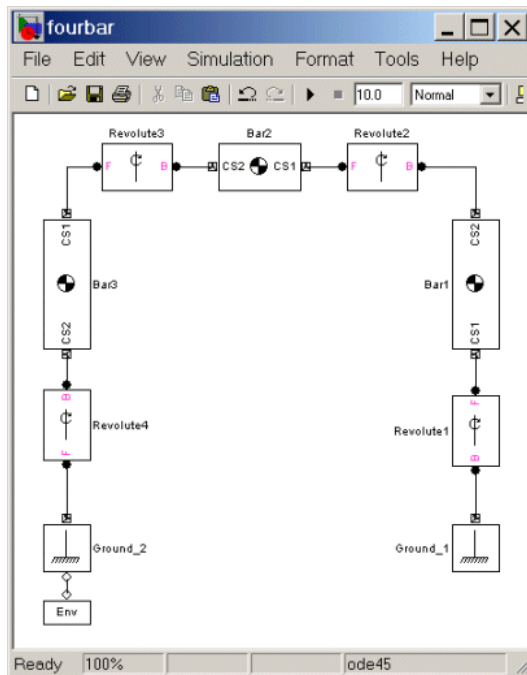 fourbar
File Edit View Simulation Format Tools Help
10.0 Normal
Revolute3 Bar2 Revolute2
F B CS2 CS1 F B
CS1 CS2
Bar3 Bar1
CS2 CS1
B F
Revolute4 Revolute1
F B
Ground_2 Ground_1
Env
Ready 100% ode45